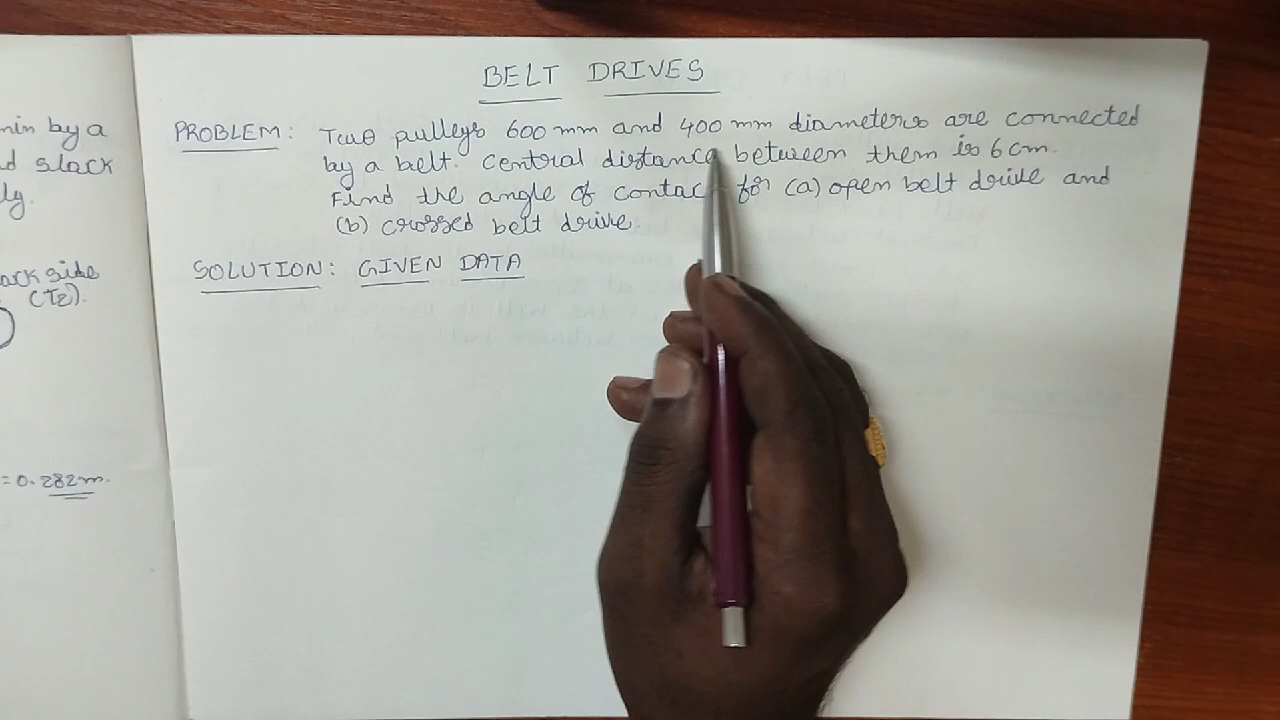 BELT DRIVES
min by a
d slack
ly.
ack side
(T2).
= 0.282m.
PROBLEM: Two pulleys 600 mm and 400 mm diameters are connected
by a belt. Central distance between them is 6 cm.
Find the angle of contact for (a) open belt drive and
(b) crossed belt drive.
SOLUTION: GIVEN DATA